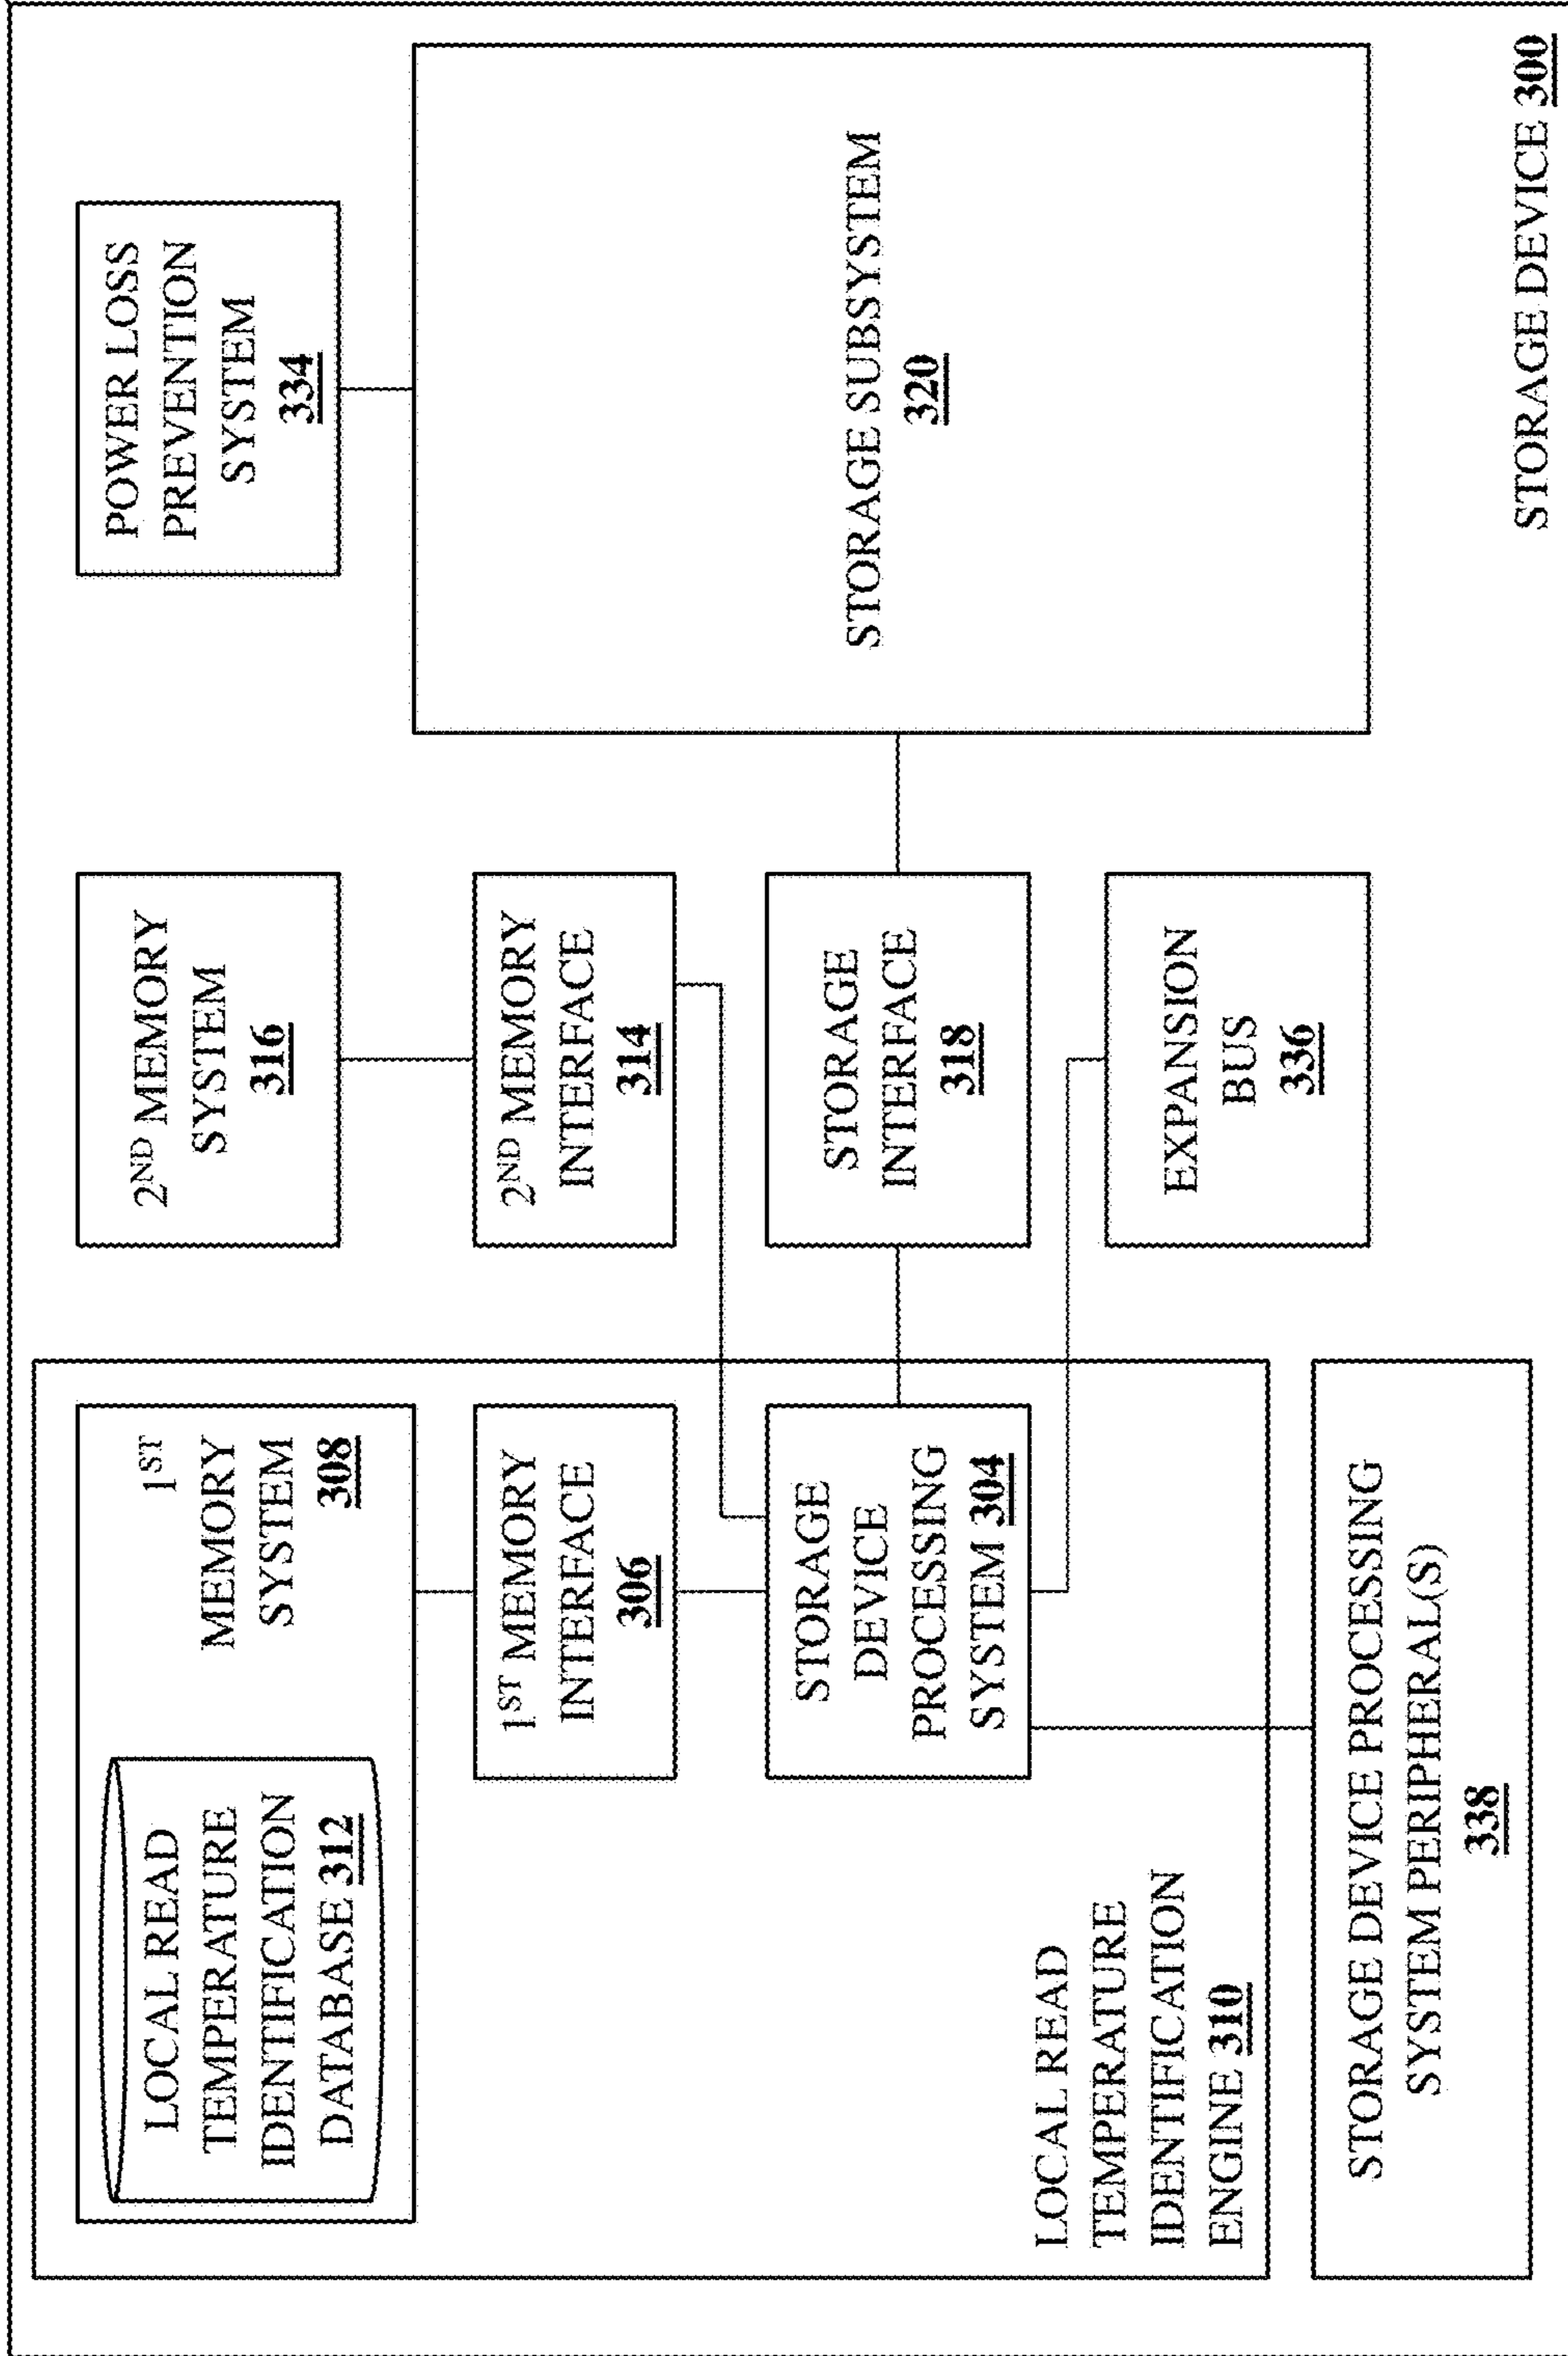 LOCAL READ
TEMPERATURE
IDENTIFICATION
DATABASE 312
1ST
MEMORY
SYSTEM
308
2ND MEMORY
SYSTEM
316
POWER LOSS
PREVENTION
SYSTEM
334
1ST MEMORY
INTERFACE
306
2ND MEMORY
INTERFACE
314
STORAGE
DEVICE
PROCESSING
SYSTEM 304
STORAGE
INTERFACE
318
STORAGE SUBSYSTEM
320
LOCAL READ
TEMPERATURE
IDENTIFICATION
ENGINE 310
EXPANSION
BUS
336
STORAGE DEVICE PROCESSING
SYSTEM PERIPHERAL(S)
338
STORAGE DEVICE 300